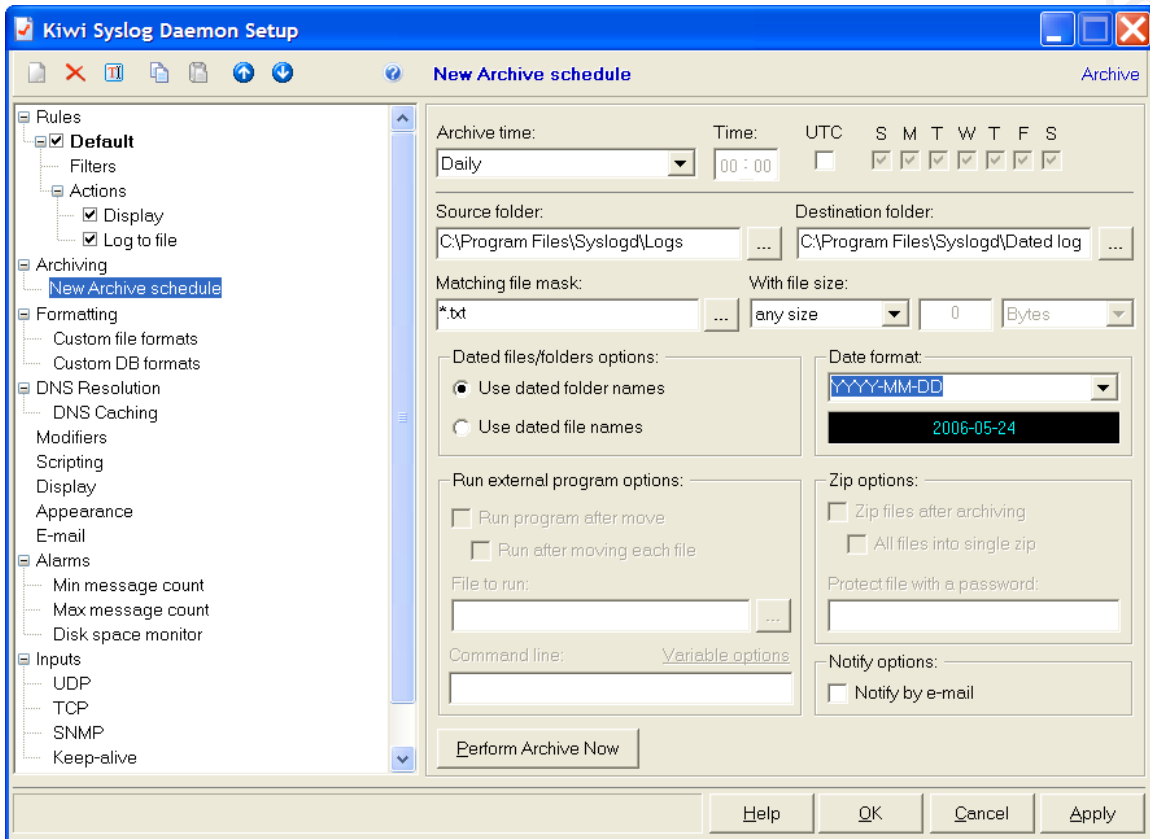 Kiwi Syslog Daemon Setup
New Archive schedule
Archive
Rules
Default
Filters
Actions
Display
Log to file
Archiving
New Archive schedule
Formatting
Custom file formats
Custom DB formats
DNS Resolution
DNS Caching
Modifiers
Scripting
Display
Appearance
E-mail
Alarms
Min message count
Max message count
Disk space monitor
Inputs
UDP
TCP
SNMP
Keep-alive
Archive time: Time: UTC S M T W T F S
Daily 00 : 00
Source folder: Destination folder:
C:\Program Files\Syslogd\Logs ... C:\Program Files\Syslogd\Dated log ...
Matching file mask: With file size:
*.txt ... any size 0 Bytes
Dated files/folders options:
Use dated folder names
Use dated file names
Date format:
YYYY-MM-DD
2006-05-24
Run external program options:
Run program after move
Run after moving each file
File to run:
...
Command line: Variable options
Zip options:
Zip files after archiving
All files into single zip
Protect file with a password:
Notify options:
Notify by e-mail
Perform Archive Now
Help OK Cancel Apply